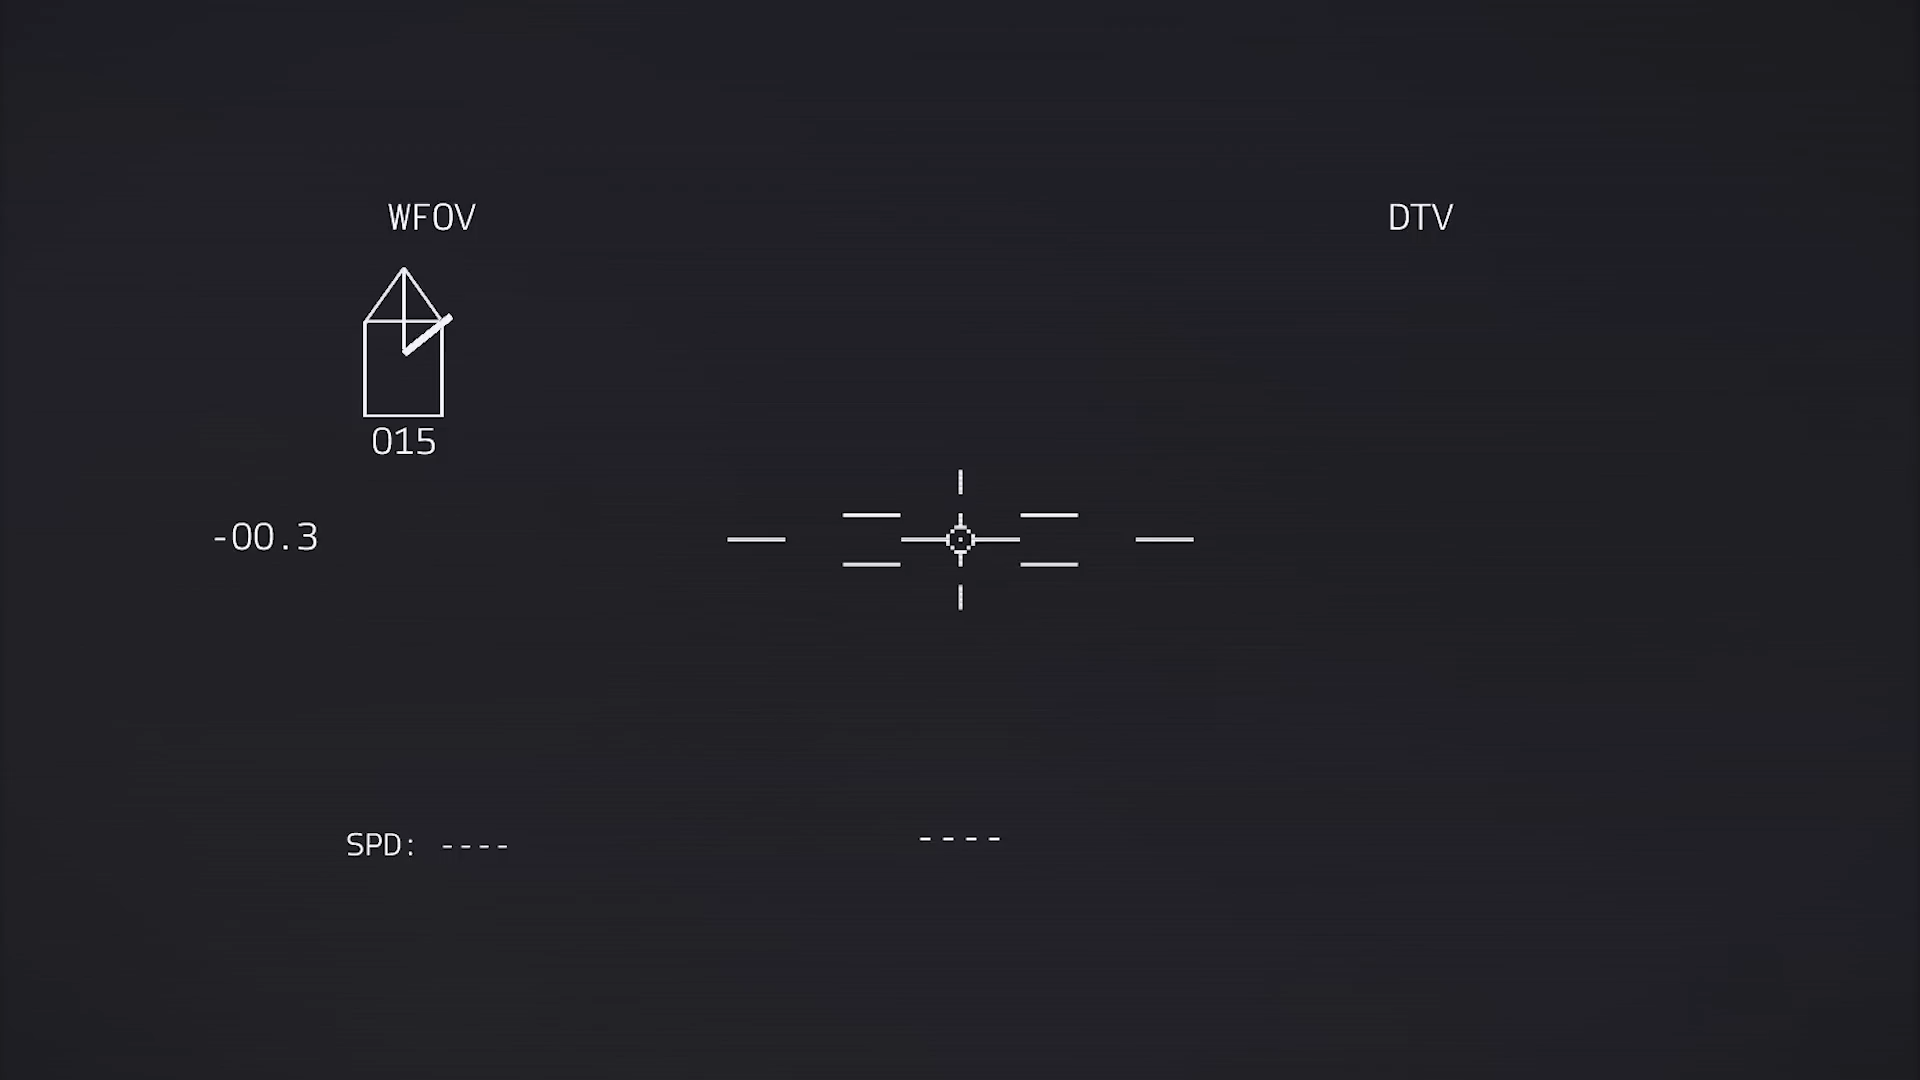 WFOV
DTV
015
-00.3
SPD: ----
----